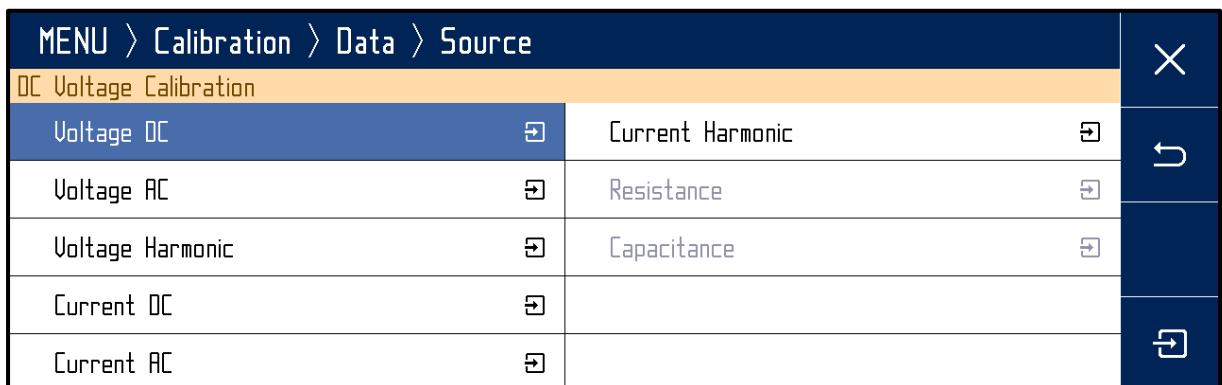 MENU 〉 Calibration 〉 Data 〉 Source
DC Voltage Calibration
Voltage DC
Voltage AC
Voltage Harmonic
Current DC
Current AC
Current Harmonic
Resistance
Capacitance